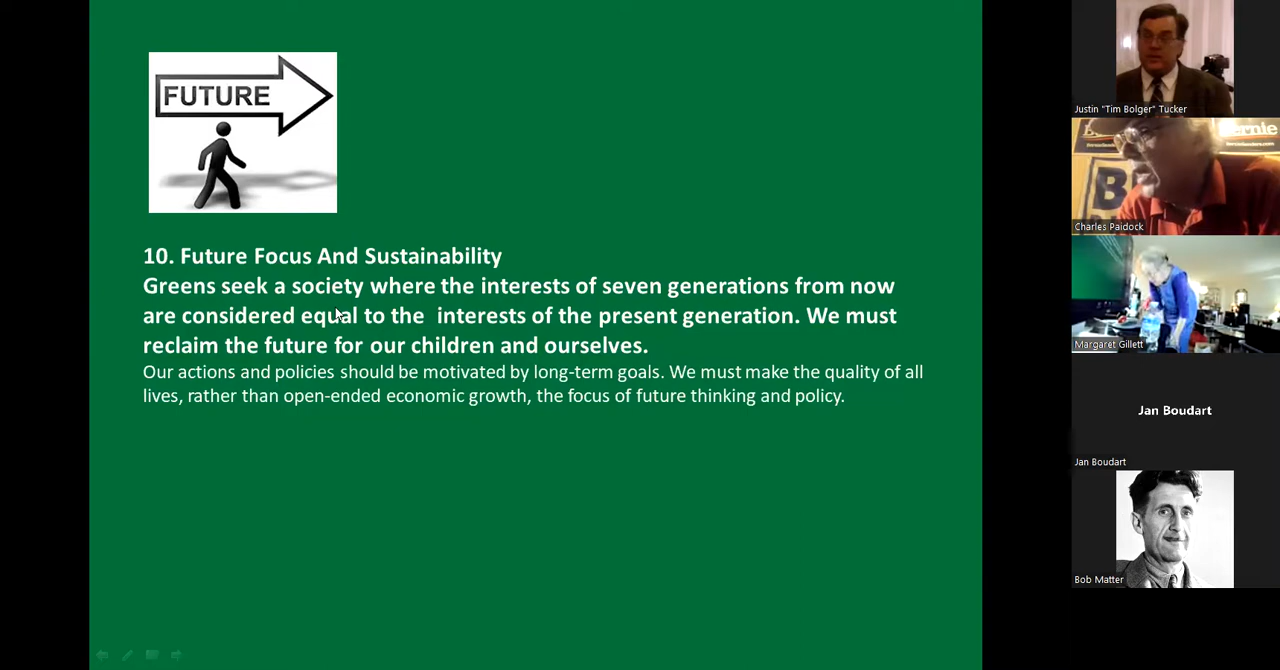 FUTURE
10. Future Focus And Sustainability
Greens seek a society where the interests of seven generations from now
are considered equal to the  interests of the present generation. We must
reclaim the future for our children and ourselves.
Our actions and policies should be motivated by long-term goals. We must make the quality of all
lives, rather than open-ended economic growth, the focus of future thinking and policy.
Justin "Tim Bolger" Tucker
Charles Paidock
Margaret Gillett
Jan Boudart
Jan Boudart
Bob Matter